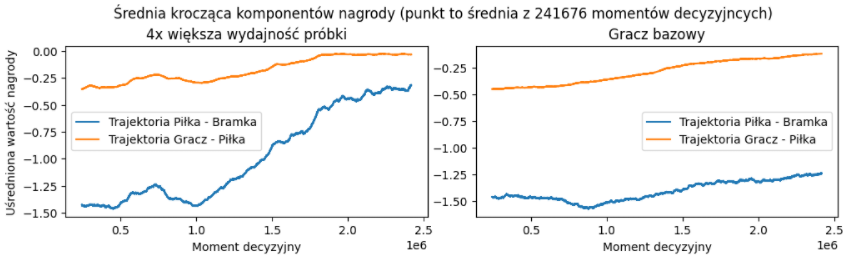 Średnia krocząca komponentów nagrody (punkt to średnia z 241676 momentów decyzyjncych)
4x większa wydajność próbki
Gracz bazowy
Uśredniona wartość nagrody
0.00
−0.25
−0.50
−0.75
−1.00
−1.25
−1.50
Trajektoria Piłka - Bramka
Trajektoria Gracz - Piłka
0.5
1.0
1.5
2.0
2.5
1e6
Moment decyzyjny
−0.25
−0.50
−0.75
−1.00
−1.25
−1.50
Trajektoria Piłka - Bramka
Trajektoria Gracz - Piłka
0.5
1.0
1.5
2.0
2.5
1e6
Moment decyzyjny